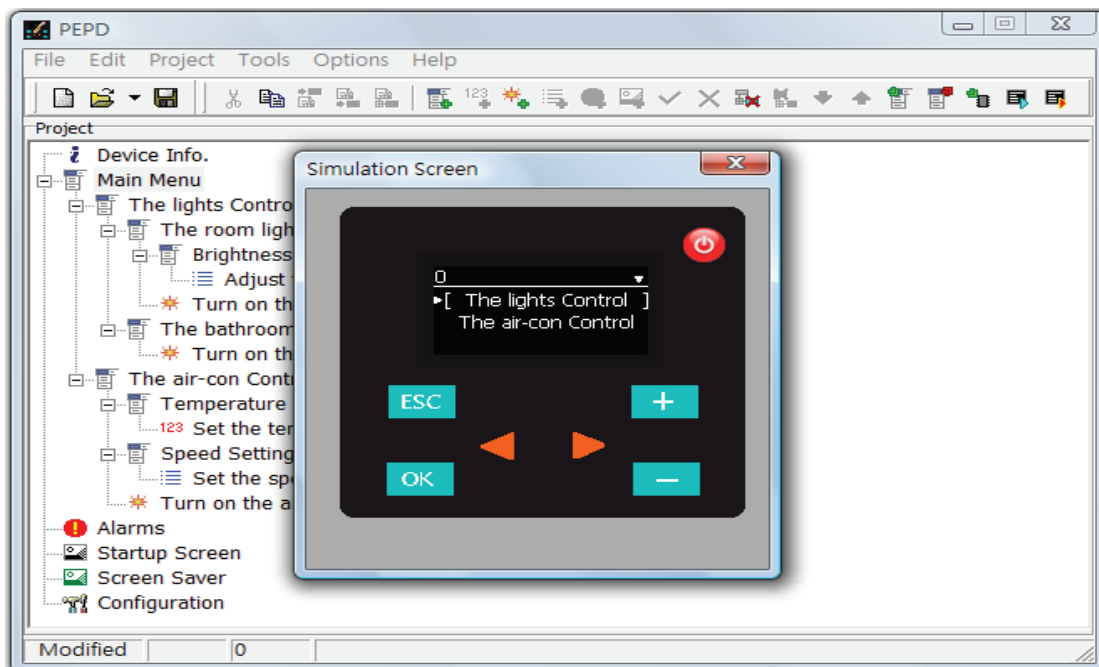 PEPD
File Edit Project Tools Options Help
Project
Device Info.
Main Menu
The lights Contro
The room ligh
Brightness
Adjust
Turn on th
The bathroom
Turn on th
The air-con Cont
Temperature
123 Set the ter
Speed Setting
Set the spe
Turn on the a
Alarms
Startup Screen
Screen Saver
Configuration
Simulation Screen
0
[ The lights Control ]
The air-con Control
ESC
+
OK
−
Modified 0